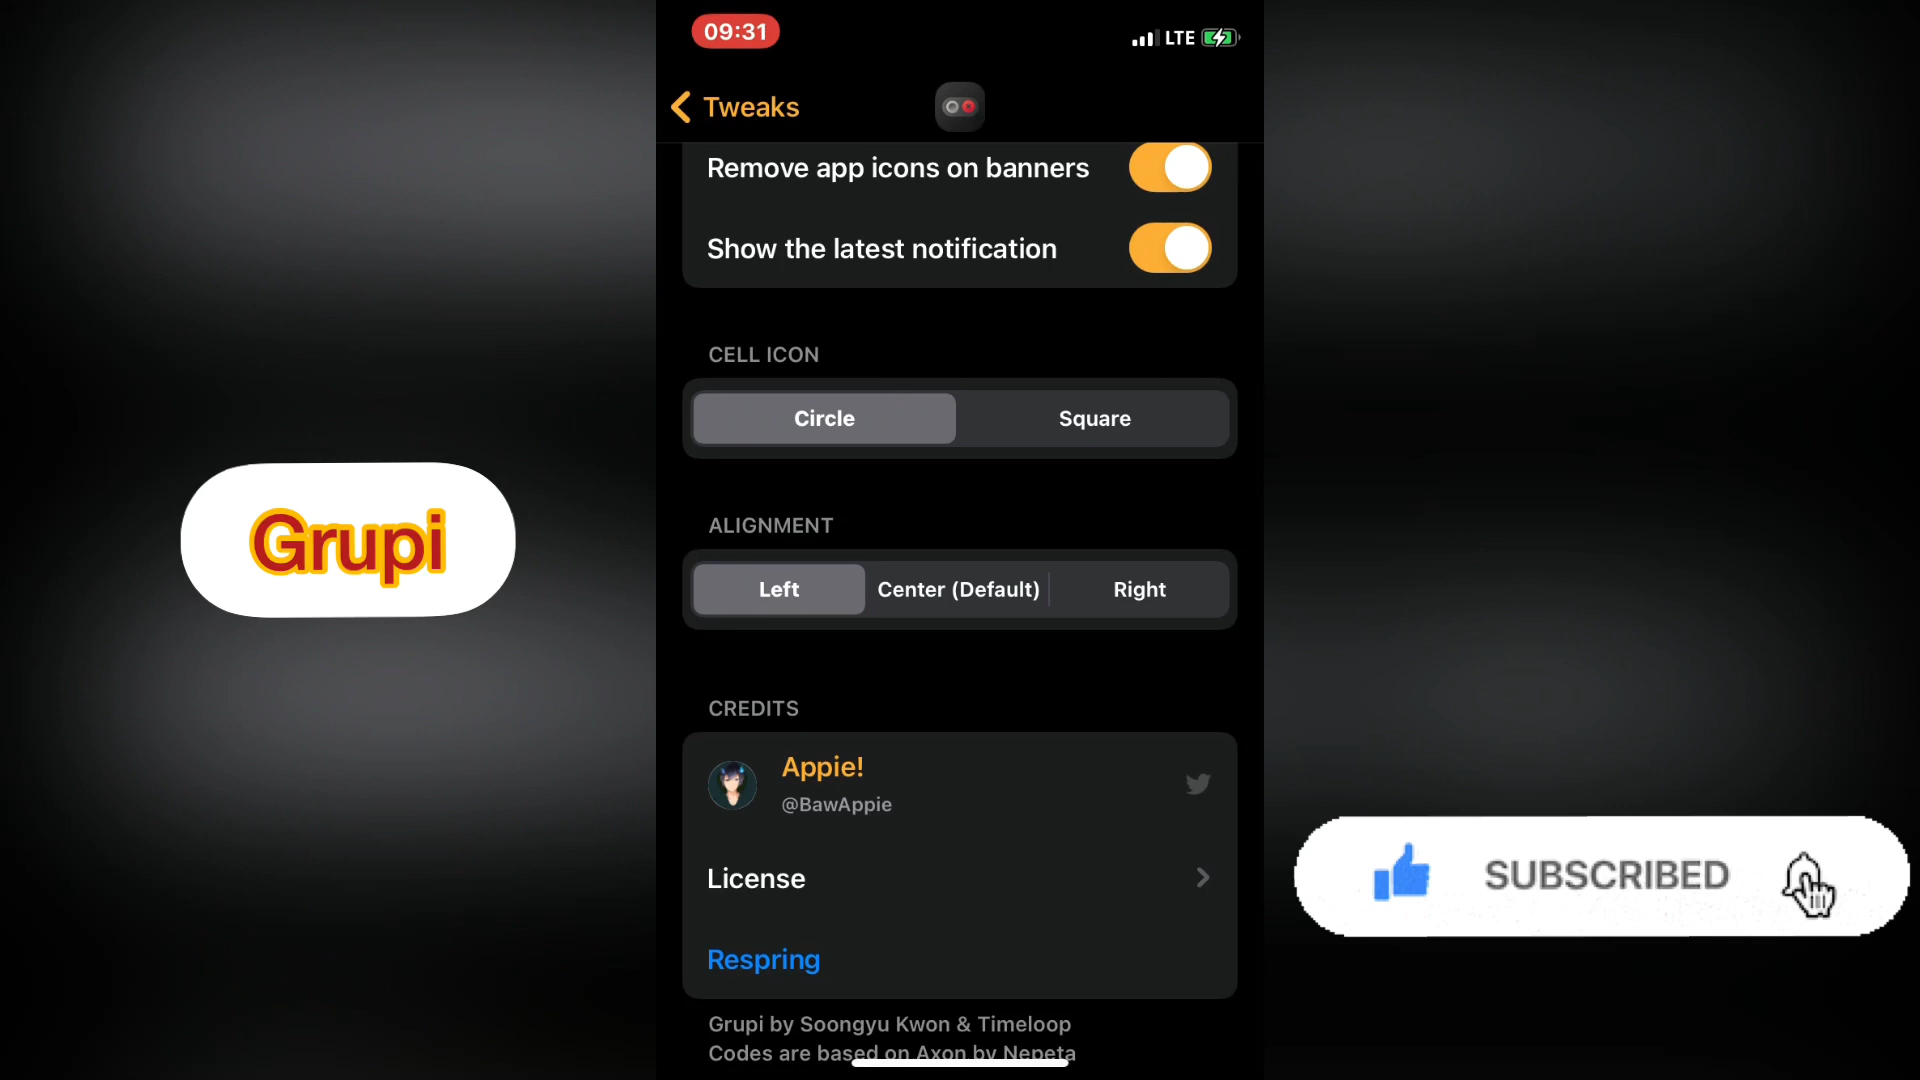 09:31
LTE
Tweaks
Remove app icons on banners
Show the latest notification
CELL ICON
Circle
Square
ALIGNMENT
Left
Center (Default)
Right
CREDITS
Appie!
@BawAppie
License
Respring
Grupi by Soongyu Kwon & Timeloop
Codes are based on Axon by Nepeta
Grupi
SUBSCRIBED